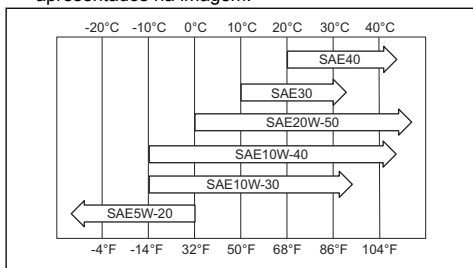 apresentados na imagem.
-20°C -10°C 0°C 10°C 20°C 30°C 40°C
SAE40
SAE30
SAE20W-50
SAE10W-40
SAE10W-30
SAE5W-20
-4°F -14°F 32°F 50°F 68°F 86°F 104°F